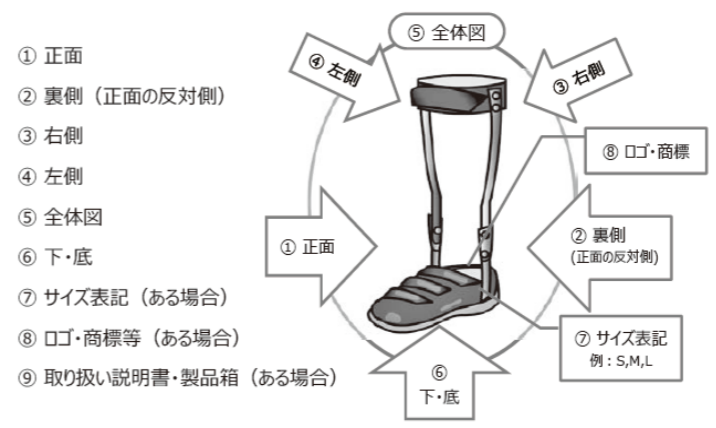 ① 正面
② 裏側（正面の反対側）
③ 右側
④ 左側
⑤ 全体図
⑥ 下・底
⑦ サイズ表記（ある場合）
⑧ ロゴ・商標等（ある場合）
⑨ 取り扱い説明書・製品箱（ある場合）
⑤ 全体図
④ 左側
③ 右側
⑧ ロゴ・商標
① 正面
② 裏側
(正面の反対側)
⑦ サイズ表記
例：S,M,L
⑥
下・底